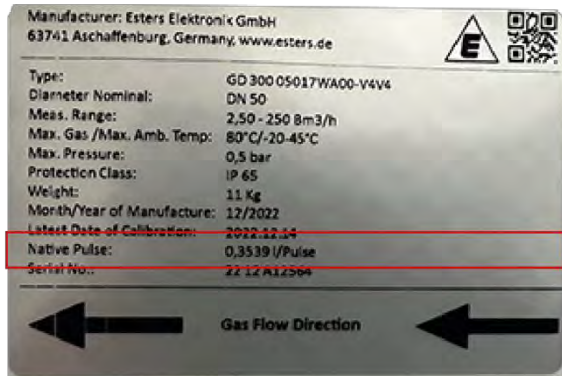 Manufacturer: Esters Elektronik GmbH
63741 Aschaffenburg, Germany, www.esters.de
E
Type: GD 300 05017WA00-V4V4
Diameter Nominal: DN 50
Meas. Range: 2,50 - 250 Bm3/h
Max. Gas /Max. Amb. Temp: 80°C/-20-45°C
Max. Pressure: 0,5 bar
Protection Class: IP 65
Weight: 11 Kg
Month/Year of Manufacture: 12/2022
Latest Date of Calibration: 2022.12.14
Native Pulse: 0,3539 l/Pulse
Serial No.: 22 12 A12564
Gas Flow Direction